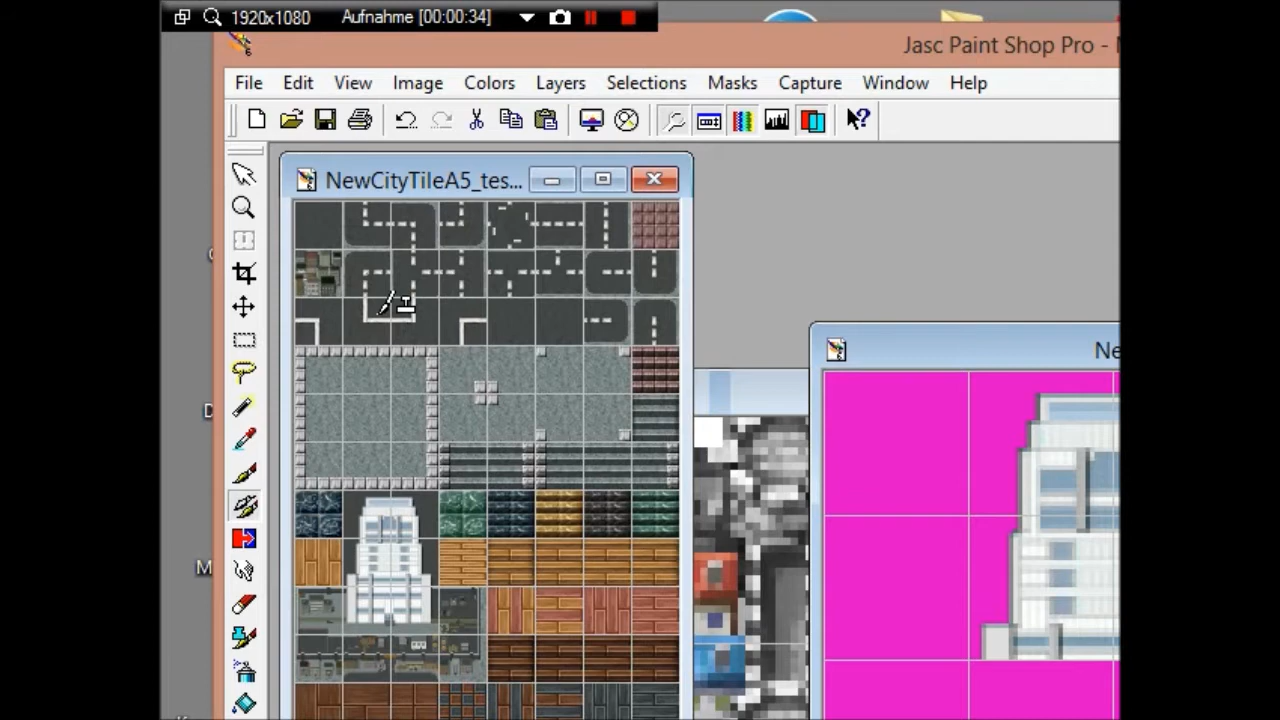 1920x1080 Aufnahme [00:00:34]
Jasc Paint Shop Pro -
File Edit View Image Colors Layers Selections Masks Capture Window Help
NewCityTileA5_tes...
Ne
D
M